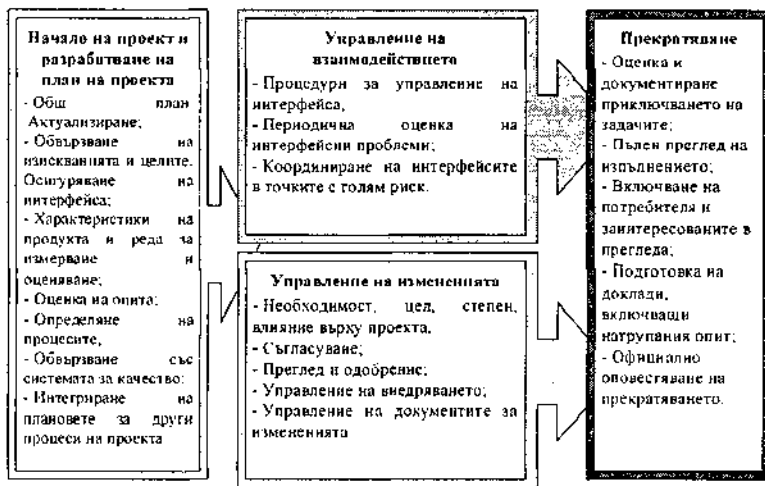 Начало на проект и
разработване на
план на проекта
- Общ план
Актуализиране;
- Обвързване на
изискванията и целите.
Осигуряване на
интерфейса;
- Характеристики на
продукта и реда за
измерване и
оценяване;
- Оценка на опита;
- Определяне на
процесите,
- Обвързване със
системата за качество;
- Интегриране на
плановете за други
процеси на проекта
Управление на
взаимодействието
- Процедури за управление на
интерфейса,
- Периодична оценка на
интерфейсни проблеми;
- Координиране на интерфейсите
в точките с голям риск.
Управление на измененията
- Необходимост, цел, степен,
влияние върху проекта,
- Съгласуване;
- Преглед и одобрение;
- Управление на внедряването;
- Управление на документите за
измененията
Прекратяване
- Оценка и
документиране
приключването на
задачите;
- Пълен преглед на
изпълнението;
- Включване на
потребителя и
заинтересованите в
прегледа;
- Подготовка на
доклади,
включващи
натрупания опит;
- Официално
оповестяване на
прекратяването.